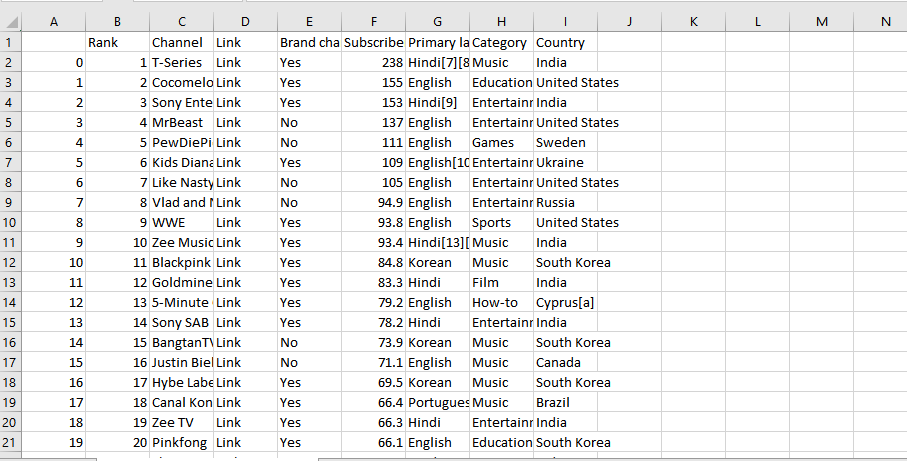 A B C D E F G H I J K L M N
1 Rank Channel Link Brand cha Subscribe Primary la Category Country
2 0 1 T-Series Link Yes 238 Hindi[7][8 Music India
3 1 2 Cocomelo Link Yes 155 English Education United States
4 2 3 Sony Ente Link Yes 153 Hindi[9] Entertainn India
5 3 4 MrBeast Link No 137 English Entertainn United States
6 4 5 PewDiePi Link No 111 English Games Sweden
7 5 6 Kids Diana Link Yes 109 English[10 Entertainn Ukraine
8 6 7 Like Nasty Link No 105 English Entertainn United States
9 7 8 Vlad and N Link No 94.9 English Entertainn Russia
10 8 9 WWE Link Yes 93.8 English Sports United States
11 9 10 Zee Music Link Yes 93.4 Hindi[13][ Music India
12 10 11 Blackpink Link Yes 84.8 Korean Music South Korea
13 11 12 Goldmine Link Yes 83.3 Hindi Film India
14 12 13 5-Minute Link Yes 79.2 English How-to Cyprus[a]
15 13 14 Sony SAB Link Yes 78.2 Hindi Entertainn India
16 14 15 BangtanTV Link No 73.9 Korean Music South Korea
17 15 16 Justin Biel Link No 71.1 English Music Canada
18 16 17 Hybe Labe Link Yes 69.5 Korean Music South Korea
19 17 18 Canal Kon Link Yes 66.4 Portugues Music Brazil
20 18 19 Zee TV Link Yes 66.3 Hindi Entertainn India
21 19 20 Pinkfong Link Yes 66.1 English Education South Korea